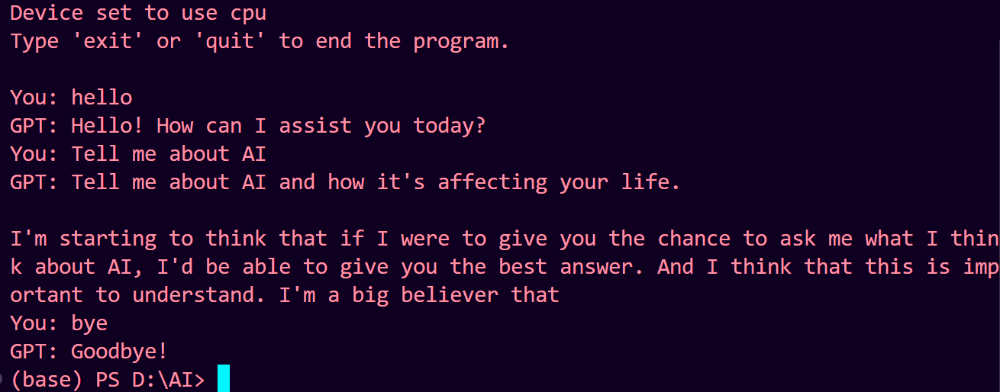 Device set to use cpu
Type 'exit' or 'quit' to end the program.
You: hello
GPT: Hello! How can I assist you today?
You: Tell me about AI
GPT: Tell me about AI and how it's affecting your life.
I'm starting to think that if I were to give you the chance to ask me what I thin
k about AI, I'd be able to give you the best answer. And I think that this is imp
ortant to understand. I'm a big believer that
You: bye
GPT: Goodbye!
(base) PS D:\AI>